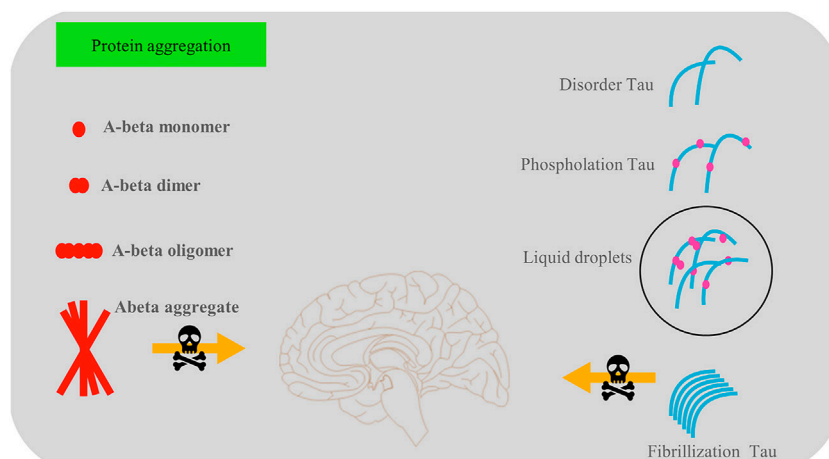 Protein aggregation
A-beta monomer
A-beta dimer
A-beta oligomer
Abeta aggregate
Disorder Tau
Phospholation Tau
Liquid droplets
Fibrillization Tau